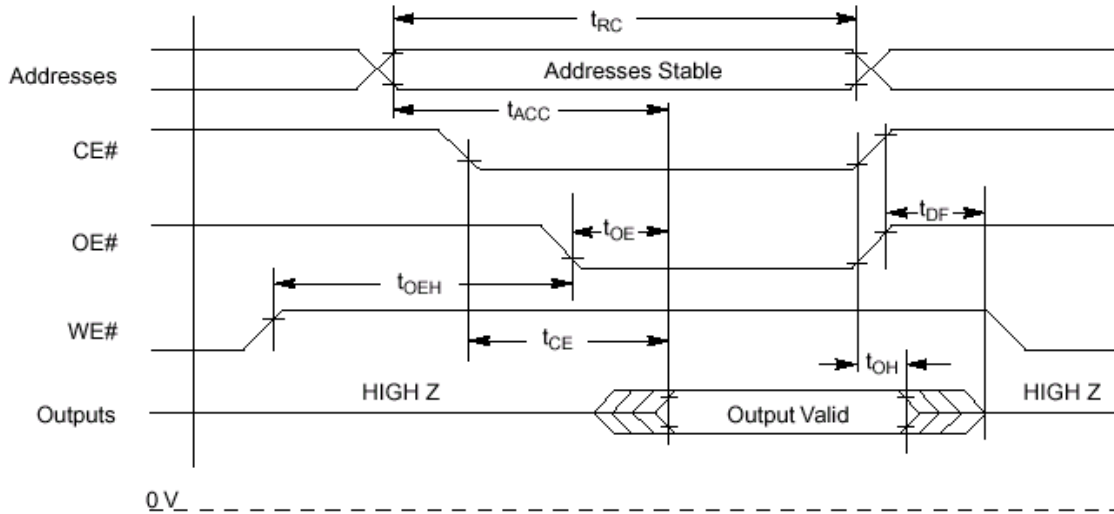 tRC
Addresses
Addresses Stable
tACC
CE#
tDF
OE#
tOE
tOEH
WE#
tCE
tOH
HIGH Z
HIGH Z
Outputs
Output Valid
0 V